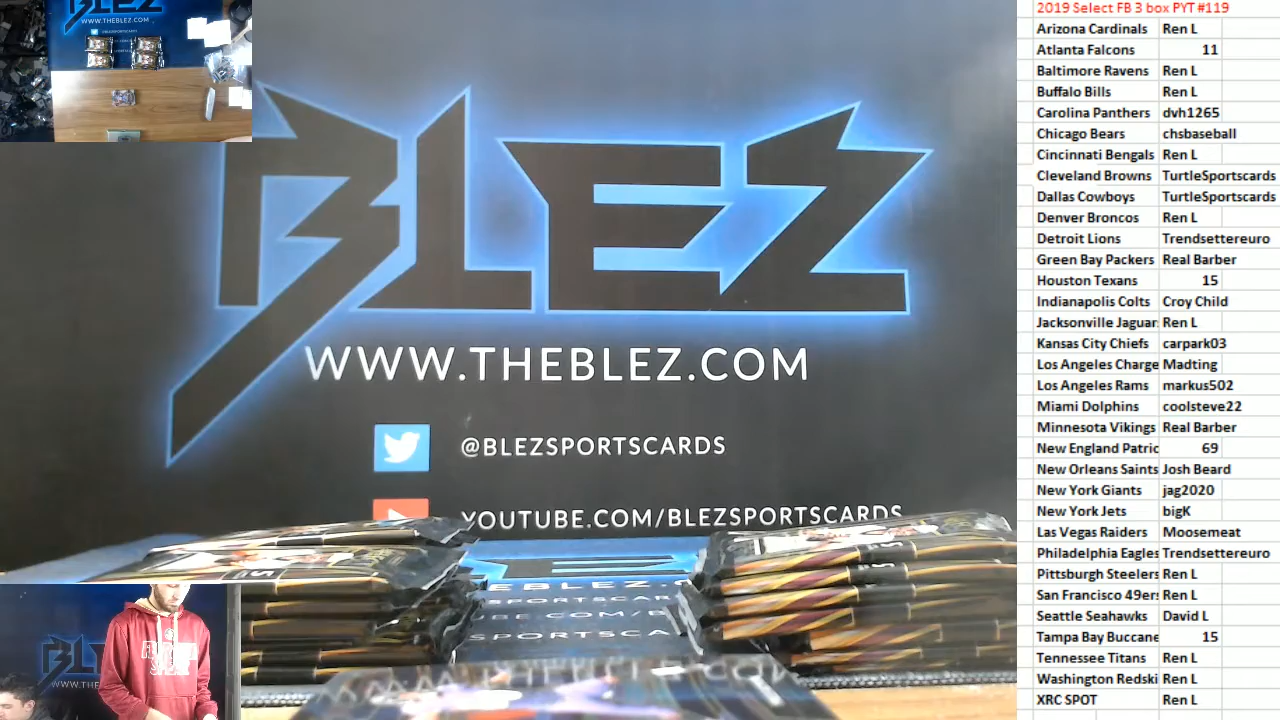 BLEZ
WWW.THEBLEZ.COM
BLEZ
WWW.THEBLEZ.COM
@BLEZSPORTSCARDS
YOUTUBE.COM/BLEZSPORTSCARDS
2019 Select FB 3 box PYT #119
Arizona Cardinals Ren L
Atlanta Falcons 11
Baltimore Ravens Ren L
Buffalo Bills Ren L
Carolina Panthers dvh1265
Chicago Bears chsbaseball
Cincinnati Bengals Ren L
Cleveland Browns TurtleSportscards
Dallas Cowboys TurtleSportscards
Denver Broncos Ren L
Detroit Lions Trendsettereuro
Green Bay Packers Real Barber
Houston Texans 15
Indianapolis Colts Croy Child
Jacksonville Jaguar Ren L
Kansas City Chiefs carpark03
Los Angeles Charge Madting
Los Angeles Rams markus502
Miami Dolphins coolsteve22
Minnesota Vikings Real Barber
New England Patric 69
New Orleans Saints Josh Beard
New York Giants jag2020
New York Jets bigK
Las Vegas Raiders Moosemeat
Philadelphia Eagles Trendsettereuro
Pittsburgh Steelers Ren L
San Francisco 49ers Ren L
Seattle Seahawks David L
Tampa Bay Buccane 15
Tennessee Titans Ren L
Washington Redski Ren L
XRC SPOT Ren L